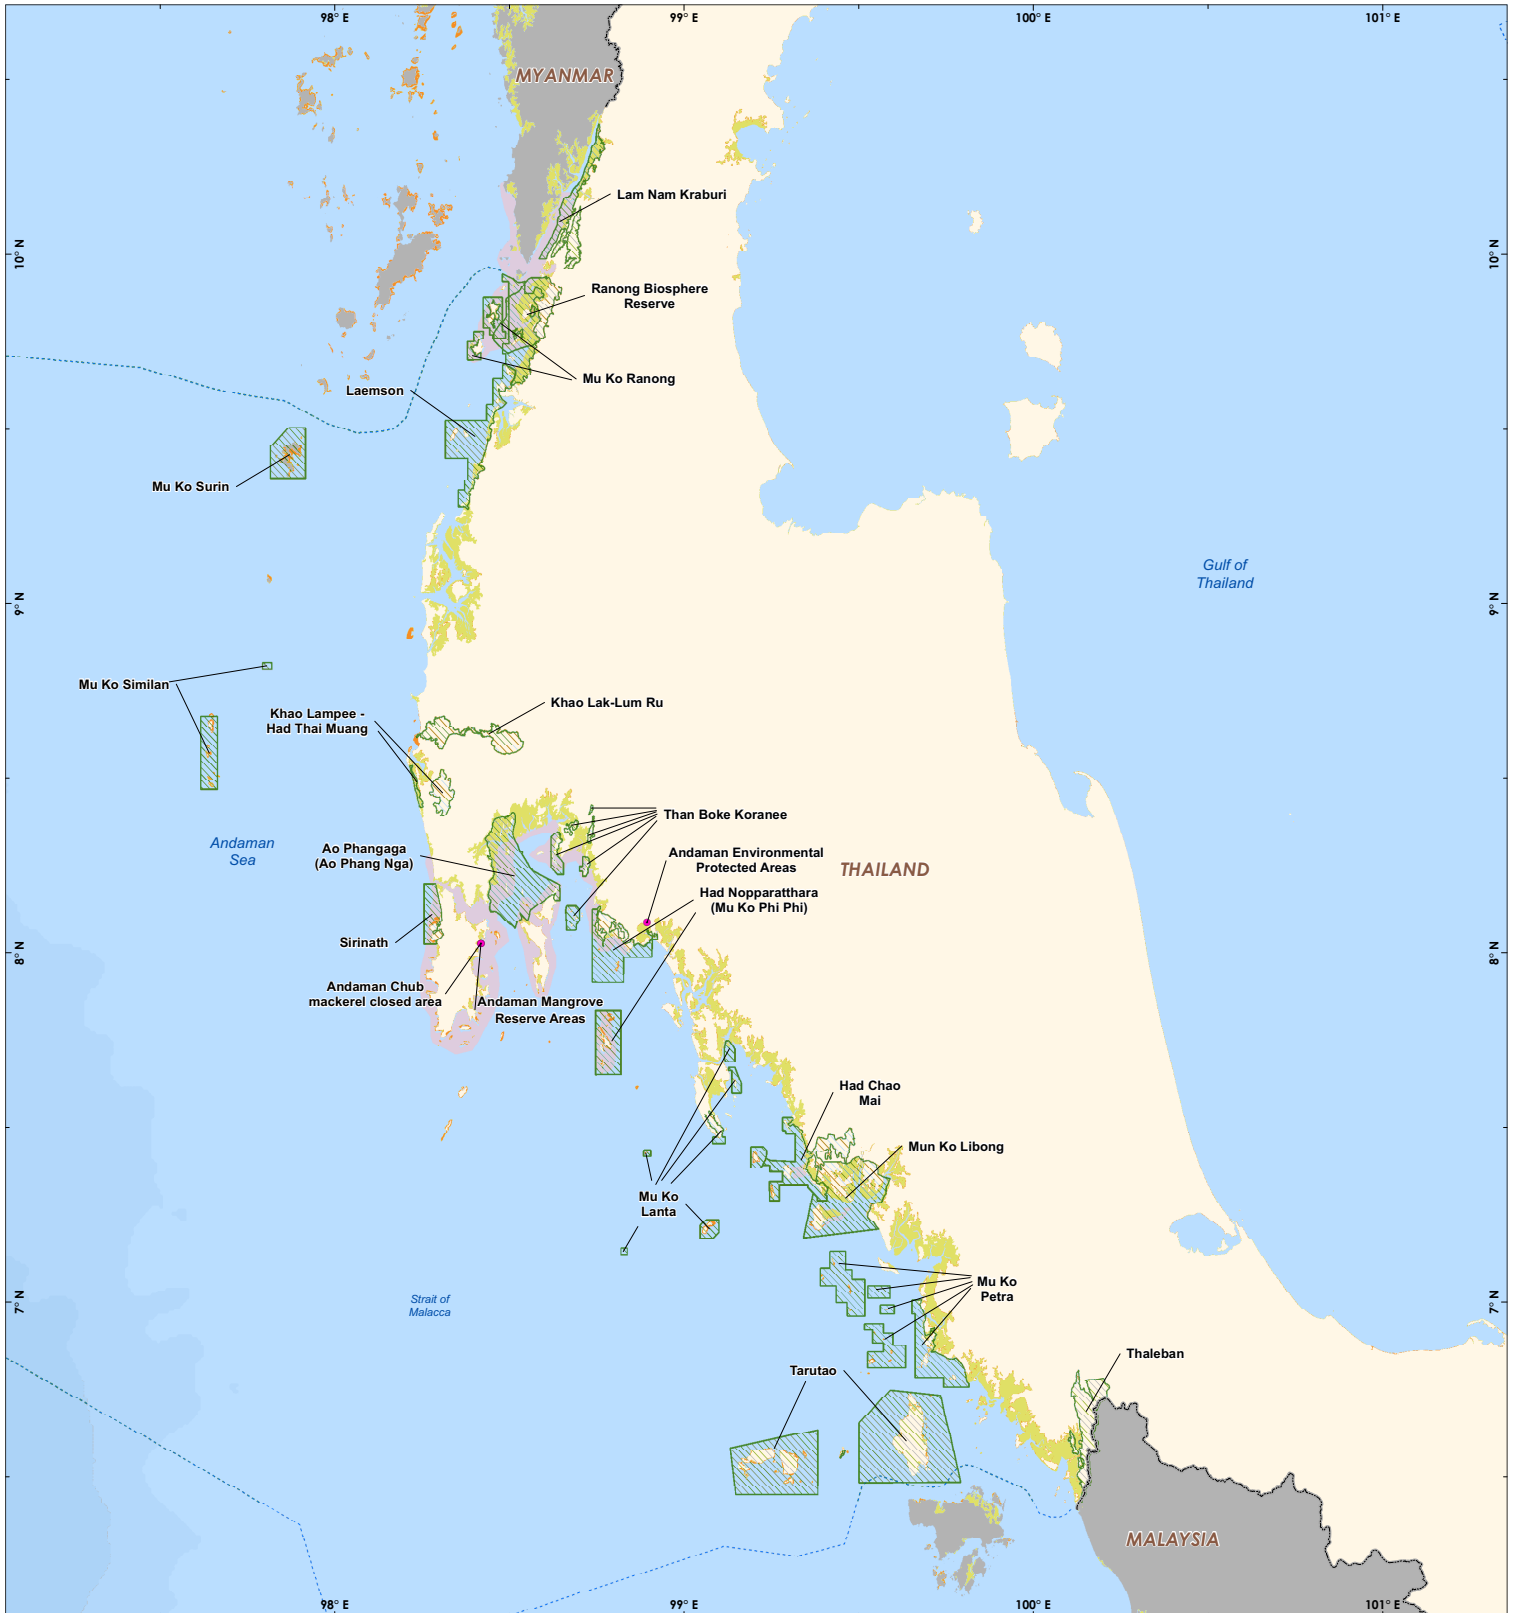 98° E
99° E
100° E
101° E
MYANMAR
Lam Nam Kraburi
10° N
10° N
Ranong Biosphere
Reserve
Mu Ko Ranong
Laemson
Mu Ko Surin
Gulf of
Thailand
9° N
9° N
Mu Ko Similan
Khao Lak-Lum Ru
Khao Lampee -
Had Thai Muang
Than Boke Koranee
Andaman
Sea
Ao Phangaga
(Ao Phang Nga)
Andaman Environmental
Protected Areas
THAILAND
Had Nopparatthara
(Mu Ko Phi Phi)
Sirinath
8° N
8° N
Andaman Chub
mackerel closed area
Andaman Mangrove
Reserve Areas
Had Chao
Mai
Mun Ko Libong
Mu Ko
Lanta
Mu Ko
Petra
7° N
7° N
Strait of
Malacca
Thaleban
Tarutao
MALAYSIA
98° E
99° E
100° E
101° E